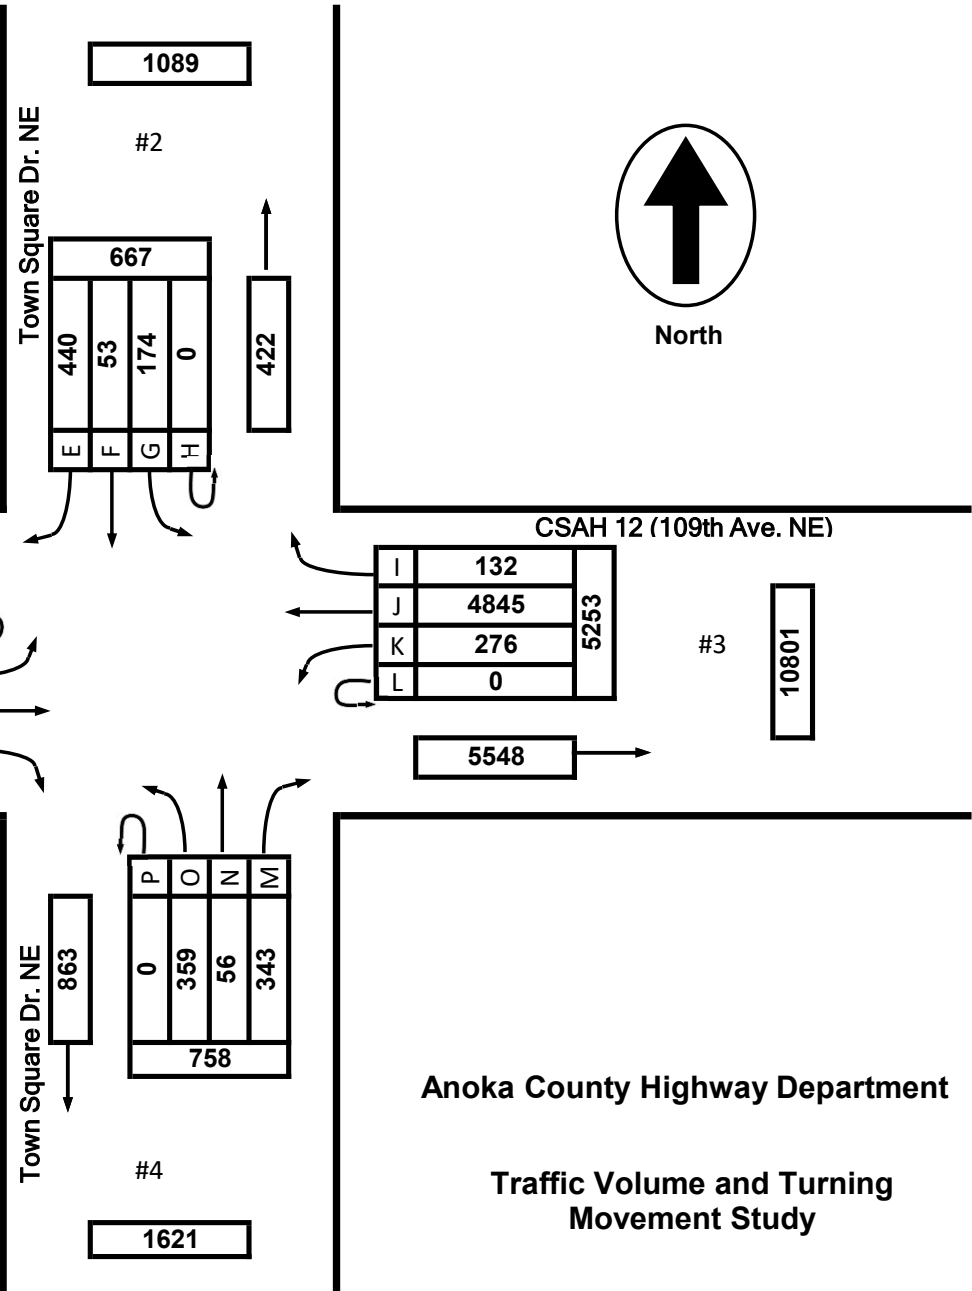 1089
#2
Town Square Dr. NE
667
440
53
174
0
422
E
F
G
H
North
CSAH 12 (109th Ave. NE)
I
132
J
4845
K
276
L
0
5253
#3
10801
5548
P
O
N
M
0
359
56
343
758
863
Town Square Dr. NE
#4
1621
Anoka County Highway Department
Traffic Volume and Turning
Movement Study